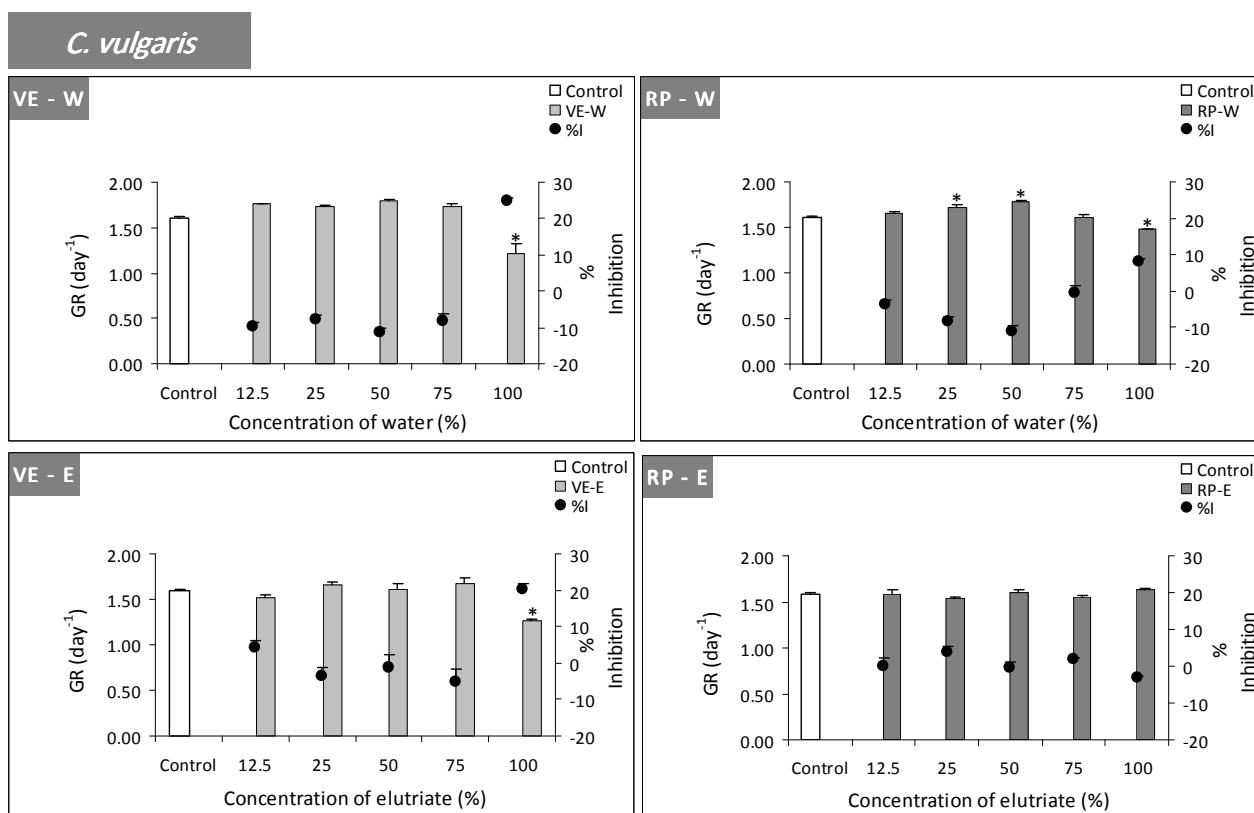 C. vulgaris
VE - W
Control
VE-W
%I
GR (day-1)
2.00
1.50
1.00
0.50
0.00
30
20
10
0
-10
-20
%
Inhibition
*
Control 12.5 25 50 75 100
Concentration of water (%)
RP - W
Control
RP-W
%I
GR (day-1)
2.00
1.50
1.00
0.50
0.00
30
20
10
0
-10
-20
%
Inhibition
* * *
Control 12.5 25 50 75 100
Concentration of water (%)
VE - E
Control
VE-E
%I
GR (day-1)
2.00
1.50
1.00
0.50
0.00
30
20
10
0
-10
-20
%
Inhibition
*
Control 12.5 25 50 75 100
Concentration of elutriate (%)
RP - E
Control
RP-E
%I
GR (day-1)
2.00
1.50
1.00
0.50
0.00
30
20
10
0
-10
-20
%
Inhibition
Control 12.5 25 50 75 100
Concentration of elutriate (%)